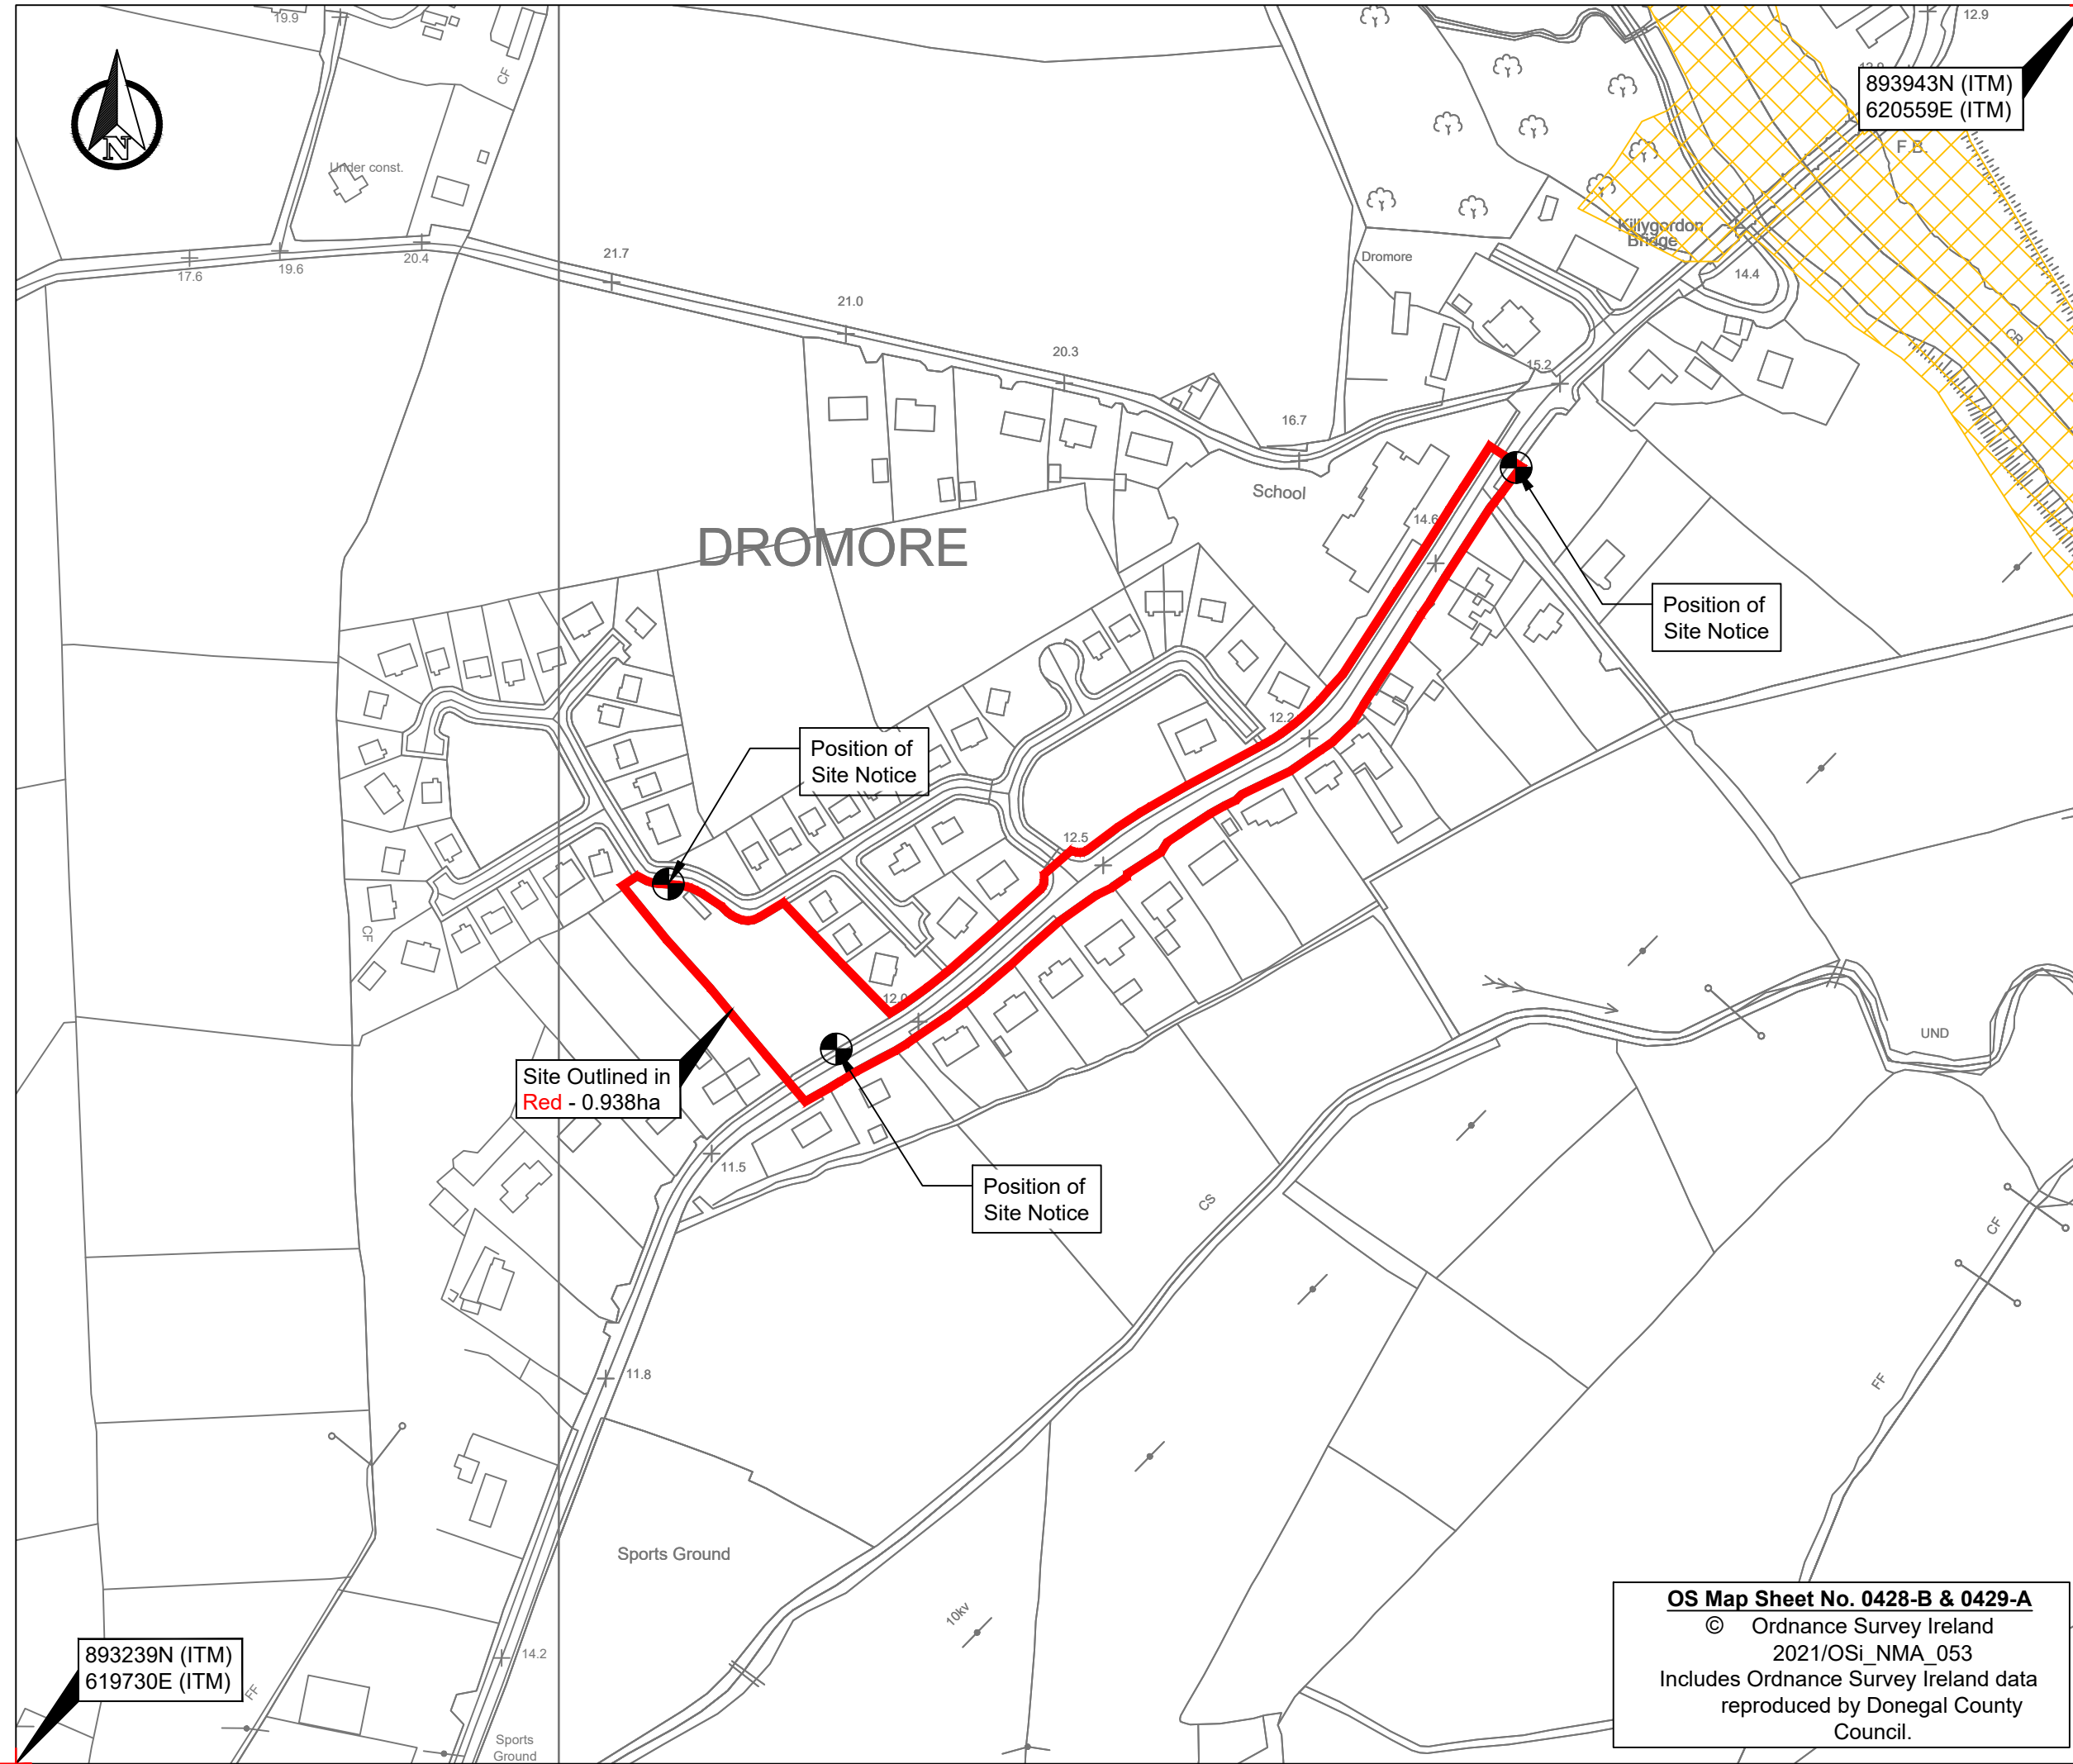 19.9
12.9
CF
893943N (ITM)
620559E (ITM)
N
F.B.
Under const.
Killygordon
Bridge
17.6
19.6
20.4
21.7
Dromore
14.4
21.0
20.3
15.2
CR
16.7
School
14.6
DROMORE
Position of
Site Notice
12.2
Position of
Site Notice
12.5
CF
12.0
UND
Site Outlined in
Red - 0.938ha
11.5
Position of
Site Notice
CS
CF
11.8
FF
Sports Ground
10kv
OS Map Sheet No. 0428-B & 0429-A
© Ordnance Survey Ireland
2021/OSi_NMA_053
Includes Ordnance Survey Ireland data
reproduced by Donegal County
Council.
893239N (ITM)
619730E (ITM)
14.2
FF
Sports
Ground